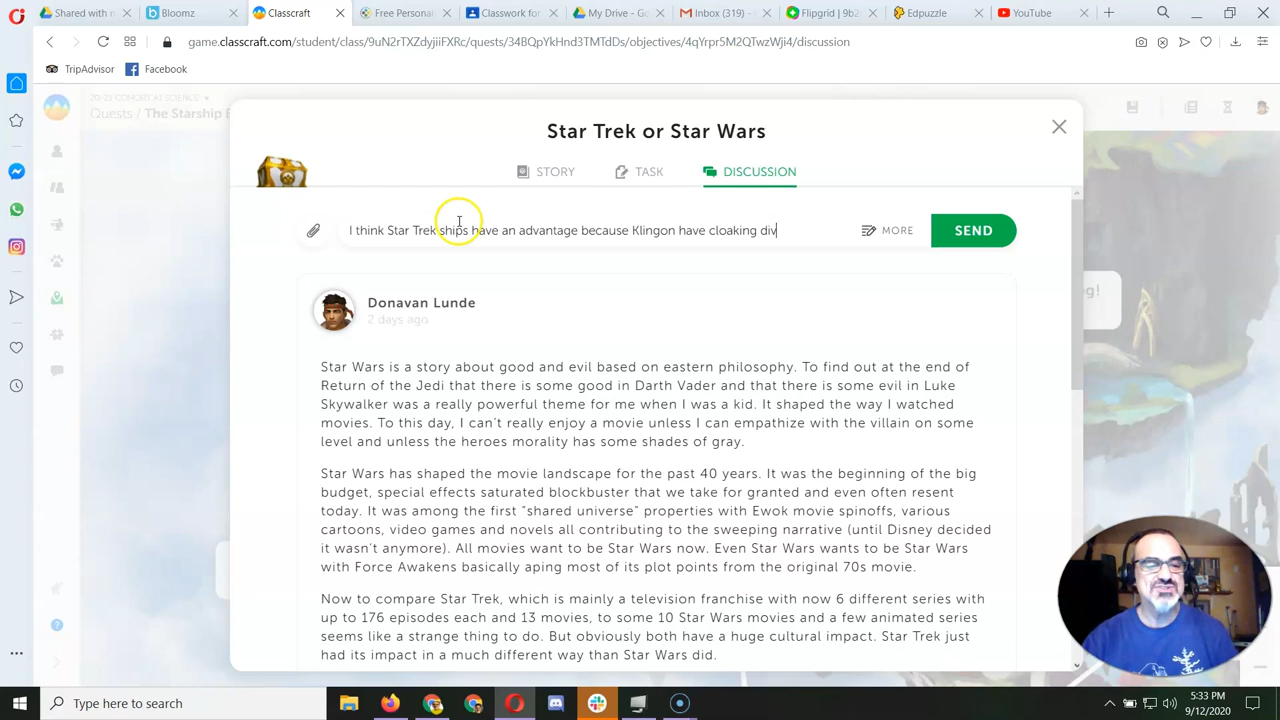 Shared with m
Bloomz
Classcraft
Free Personal
Classwork for
My Drive - Go
Inbox (319) -
Flipgrid | 9b2
Edpuzzle
YouTube
game.classcraft.com/student/class/9uN2rTXZdyjiiFXRc/quests/34BQpYkHnd3TMTdDs/objectives/4qYrpr5M2QTwzWji4/discussion
TripAdvisor
Facebook
Quests / The Starship E
Star Trek or Star Wars
STORY
TASK
DISCUSSION
I think Star Trek ships have an advantage because Klingon have cloaking div
MORE
SEND
g!
Donavan Lunde
2 days ago
Star Wars is a story about good and evil based on eastern philosophy. To find out at the end of
Return of the Jedi that there is some good in Darth Vader and that there is some evil in Luke
Skywalker was a really powerful theme for me when I was a kid. It shaped the way I watched
movies. To this day, I can't really enjoy a movie unless I can empathize with the villain on some
level and unless the heroes morality has some shades of gray.
Star Wars has shaped the movie landscape for the past 40 years. It was the beginning of the big
budget, special effects saturated blockbuster that we take for granted and even often resent
today. It was among the first "shared universe" properties with Ewok movie spinoffs, various
cartoons, video games and novels all contributing to the sweeping narrative (until Disney decided
it wasn't anymore). All movies want to be Star Wars now. Even Star Wars wants to be Star Wars
with Force Awakens basically aping most of its plot points from the original 70s movie.
Now to compare Star Trek, which is mainly a television franchise with now 6 different series with
up to 176 episodes each and 13 movies, to some 10 Star Wars movies and a few animated series
seems like a strange thing to do. But obviously both have a huge cultural impact. Star Trek just
had its impact in a much different way than Star Wars did.
Type here to search
5:33 PM
9/12/2020